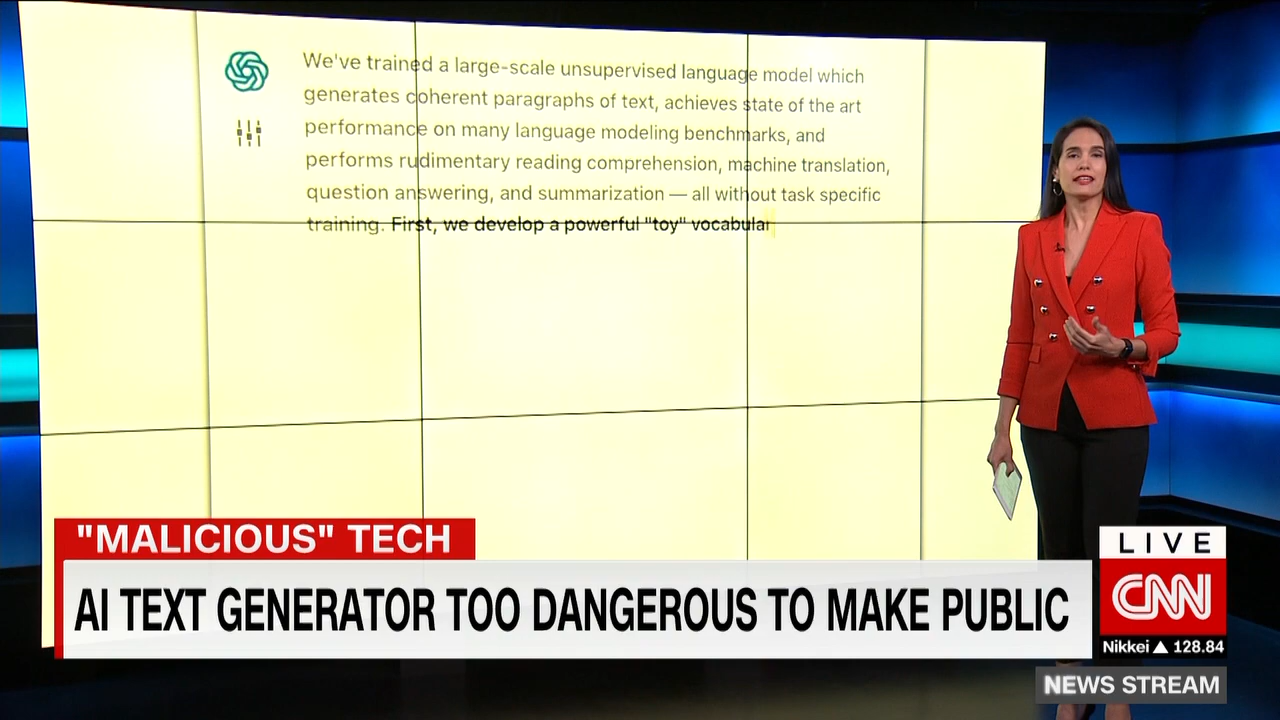 We've trained a large-scale unsupervised language model which
generates coherent paragraphs of text, achieves state of the art
performance on many language modeling benchmarks, and
performs rudimentary reading comprehension, machine translation,
question answering, and summarization — all without task specific
training. First, we develop a powerful "toy" vocabular
"MALICIOUS" TECH
AI TEXT GENERATOR TOO DANGEROUS TO MAKE PUBLIC
LIVE
CNN
Nikkei ▲ 128.84
NEWS STREAM